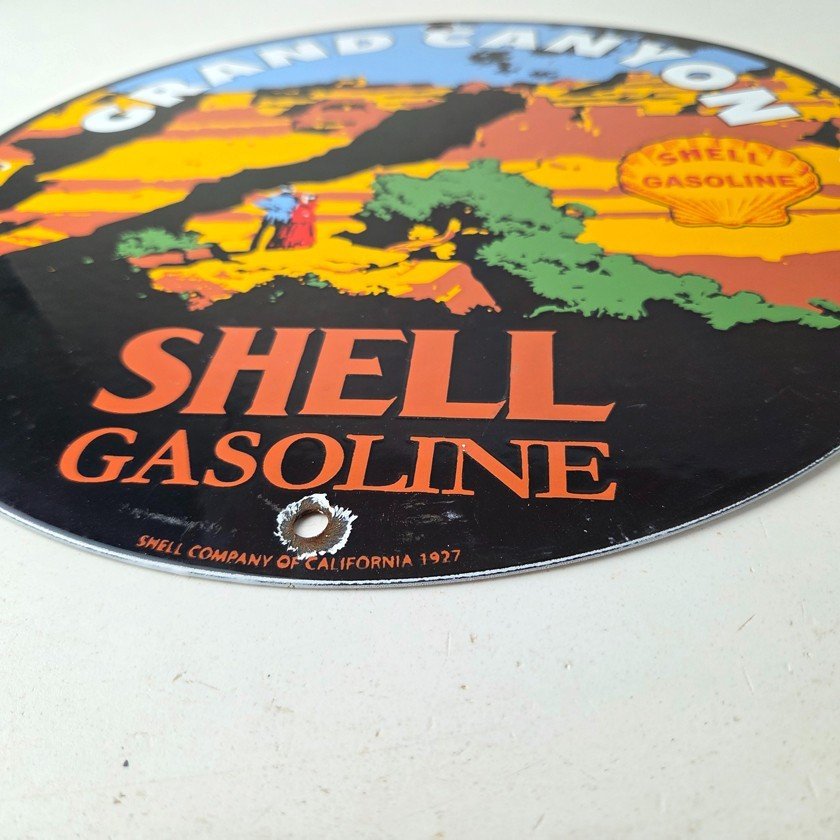 GRAND CANYON
SHELL
GASOLINE
SHELL
GASOLINE
SHELL COMPANY OF CALIFORNIA 1927